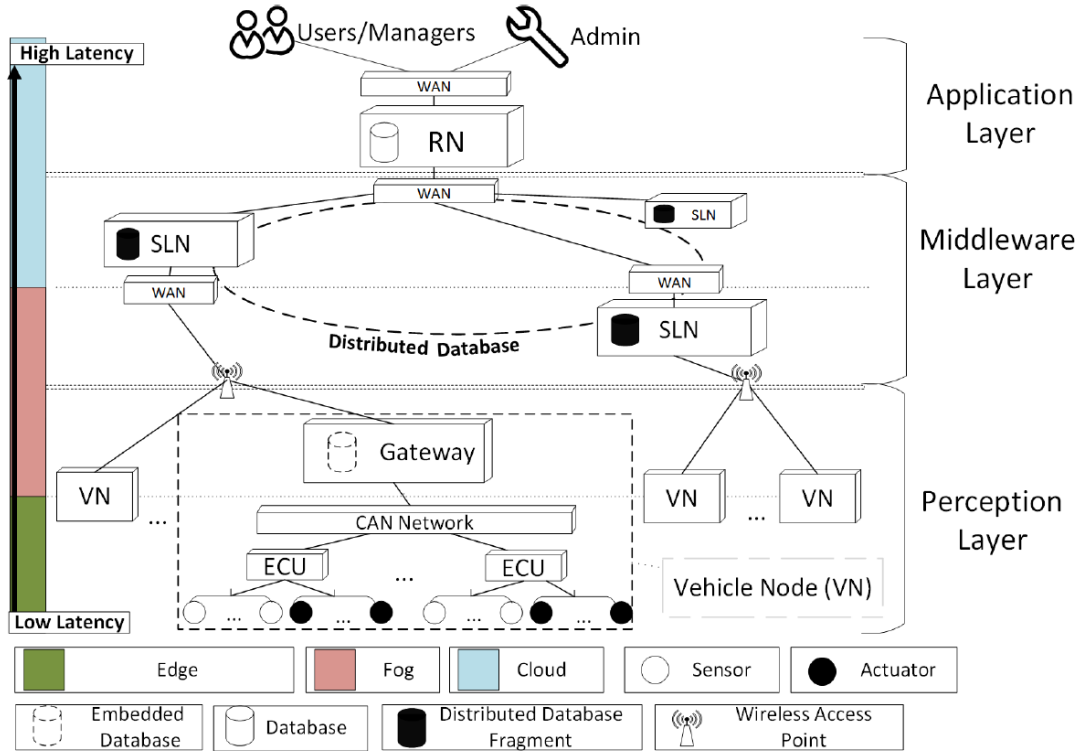 Users/Managers
Admin
High Latency
WAN
Application
Layer
RN
WAN
SLN
SLN
Middleware
Layer
WAN
WAN
SLN
Distributed Database
Gateway
VN
VN
...
VN
...
CAN Network
Perception
Layer
ECU
...
ECU
Vehicle Node (VN)
...
...
...
...
Low Latency
Edge
Fog
Cloud
Sensor
Actuator
Embedded
Database
Database
Distributed Database
Fragment
Wireless Access
Point